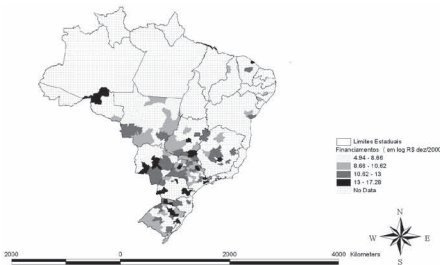 Limites Estaduais
Financiamentos (em log R$ dez/2000
4.94 - 8.66
8.66 - 10.62
10.62 - 13
13 - 17.28
No Data
N
W E
S
2000 0 2000 4000 Kilometers